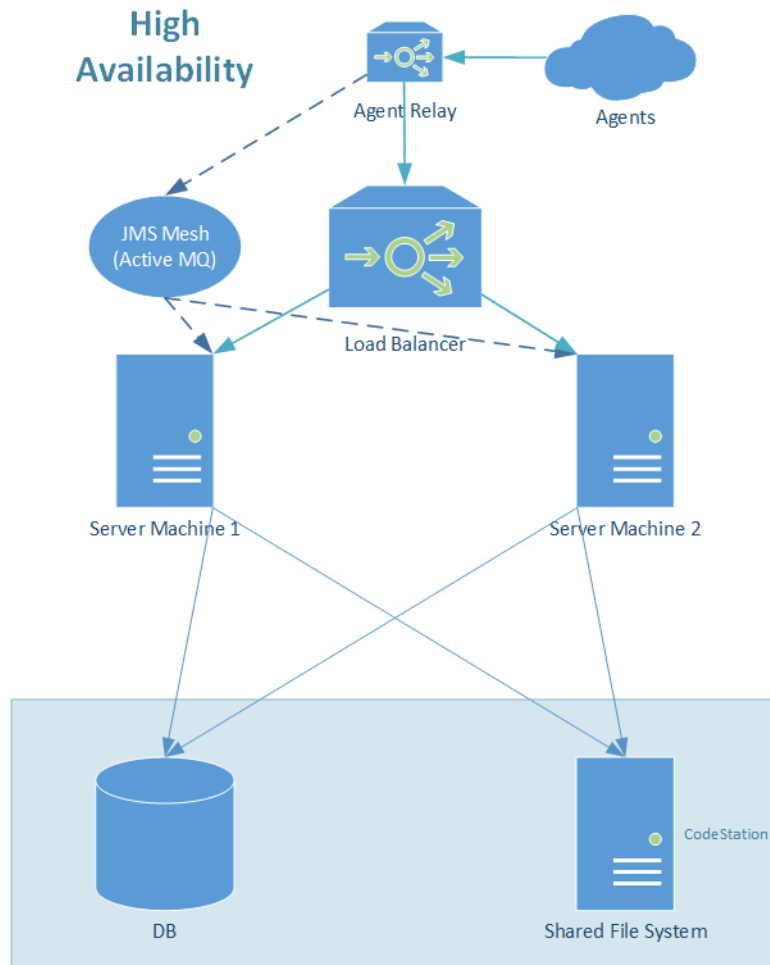 High
Availability
Agent Relay
Agents
JMS Mesh
(Active MQ)
Load Balancer
Server Machine 1
Server Machine 2
CodeStation
DB
Shared File System